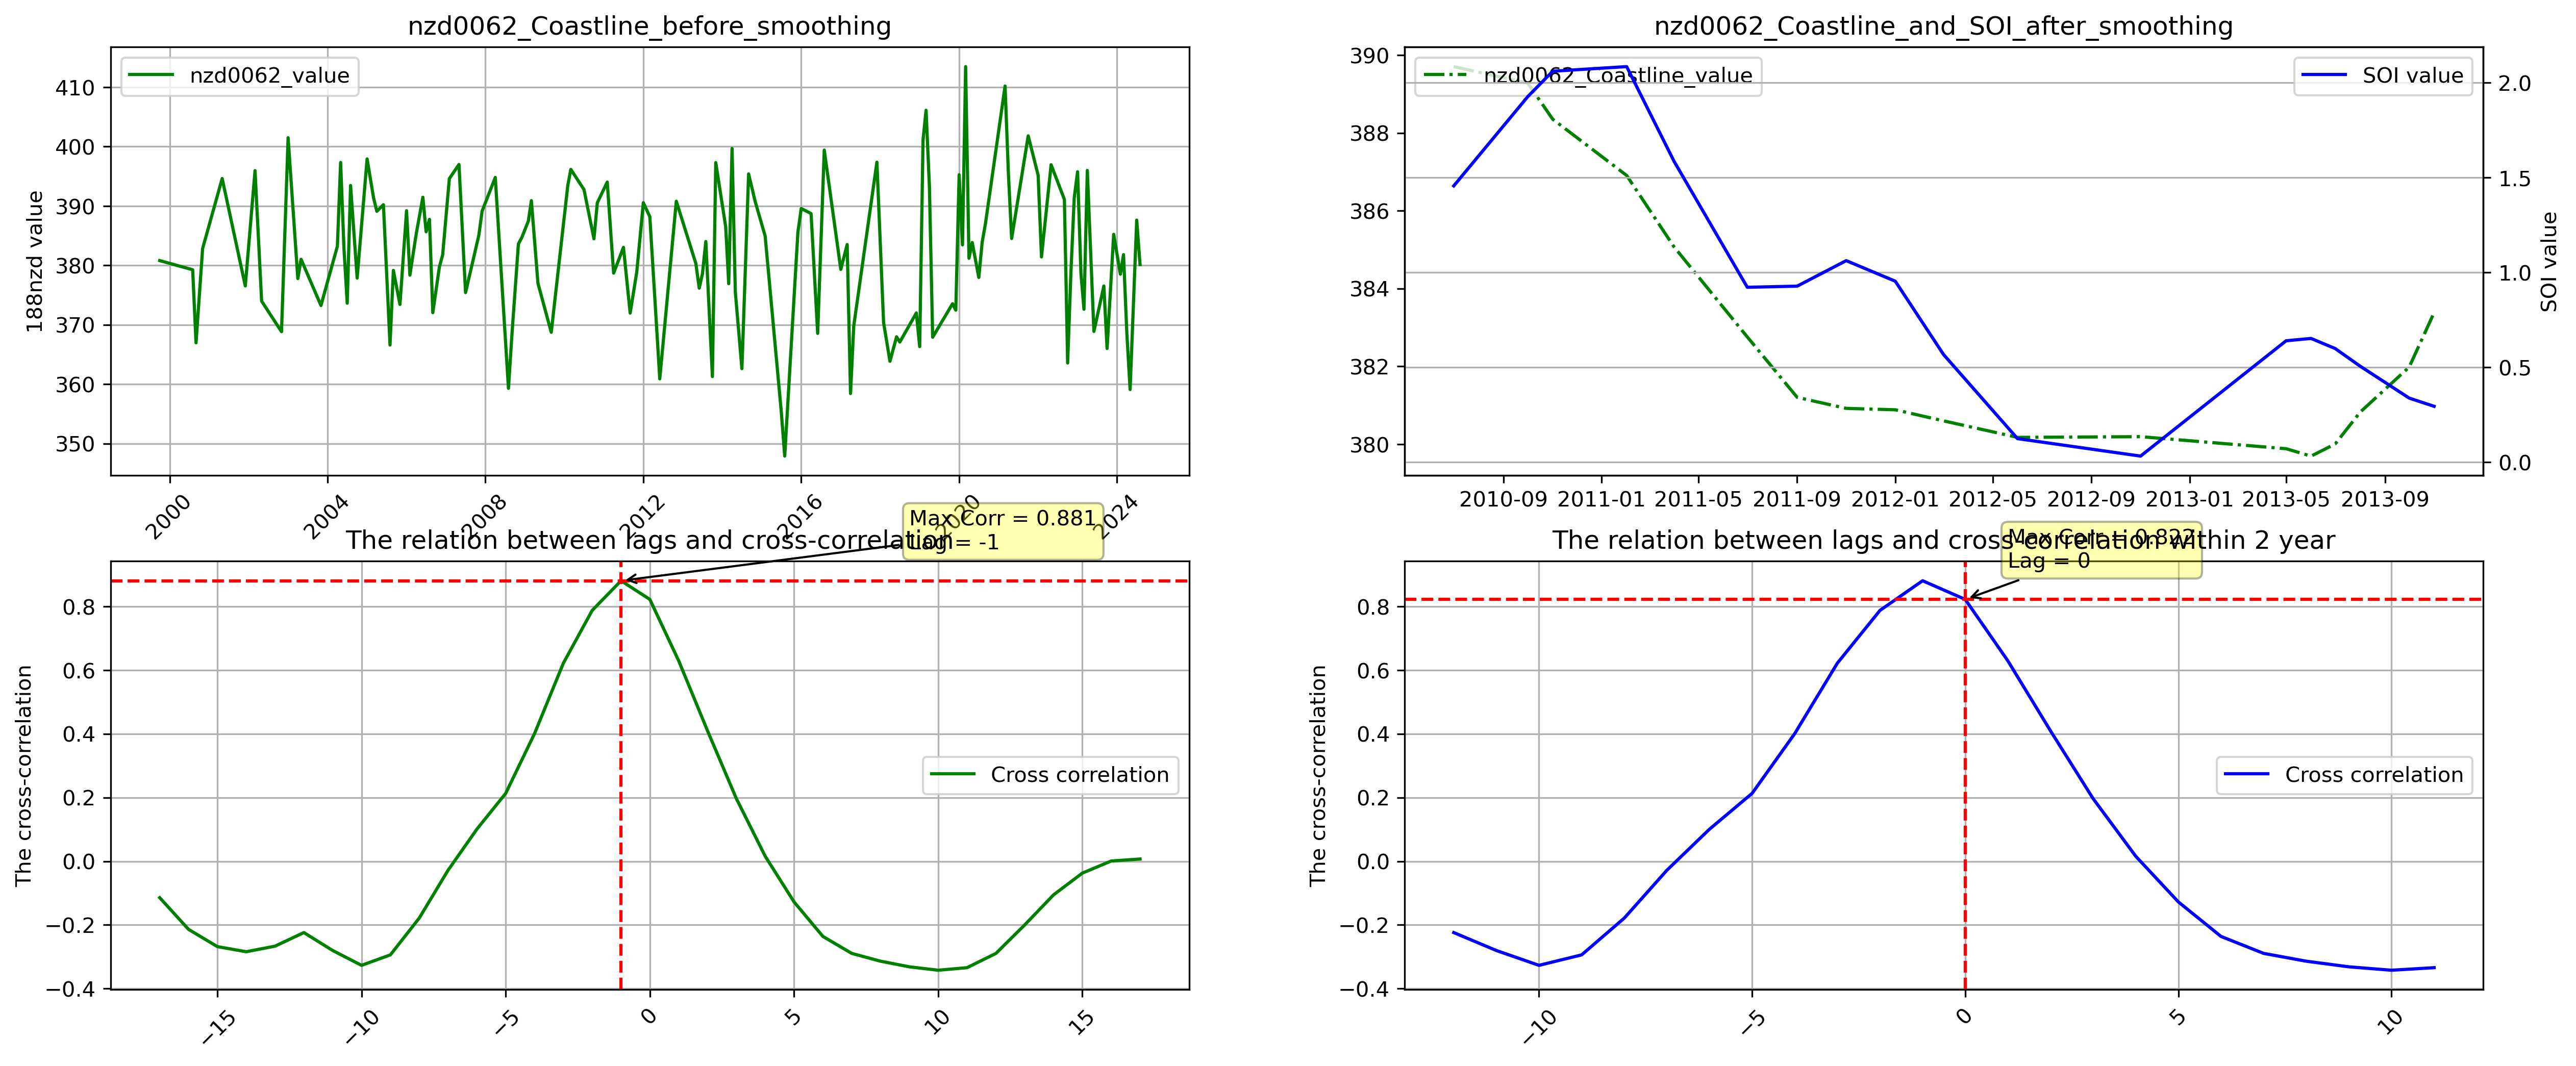 nzd0062_Coastline_before_smoothing
nzd0062_value
188nzd value
410
400
390
380
370
360
350
2000
2004
2008
2012
2016
2020
2024
nzd0062_Coastline_and_SOI_after_smoothing
nzd0062_Coastline_value
SOI value
390
388
386
384
382
380
2.0
1.5
1.0
0.5
0.0
SOI value
2010-09 2011-01 2011-05 2011-09 2012-01 2012-05 2012-09 2013-01 2013-05 2013-09
The relation between lags and cross-correlation
Max Corr = 0.881
Lag = -1
The cross-correlation
0.8
0.6
0.4
0.2
0.0
−0.2
−0.4
Cross correlation
−15
−10
−5
0
5
10
15
The relation between lags and cross-correlation within 2 year
Max Corr = 0.822
Lag = 0
The cross-correlation
0.8
0.6
0.4
0.2
0.0
−0.2
−0.4
Cross correlation
−10
−5
0
5
10